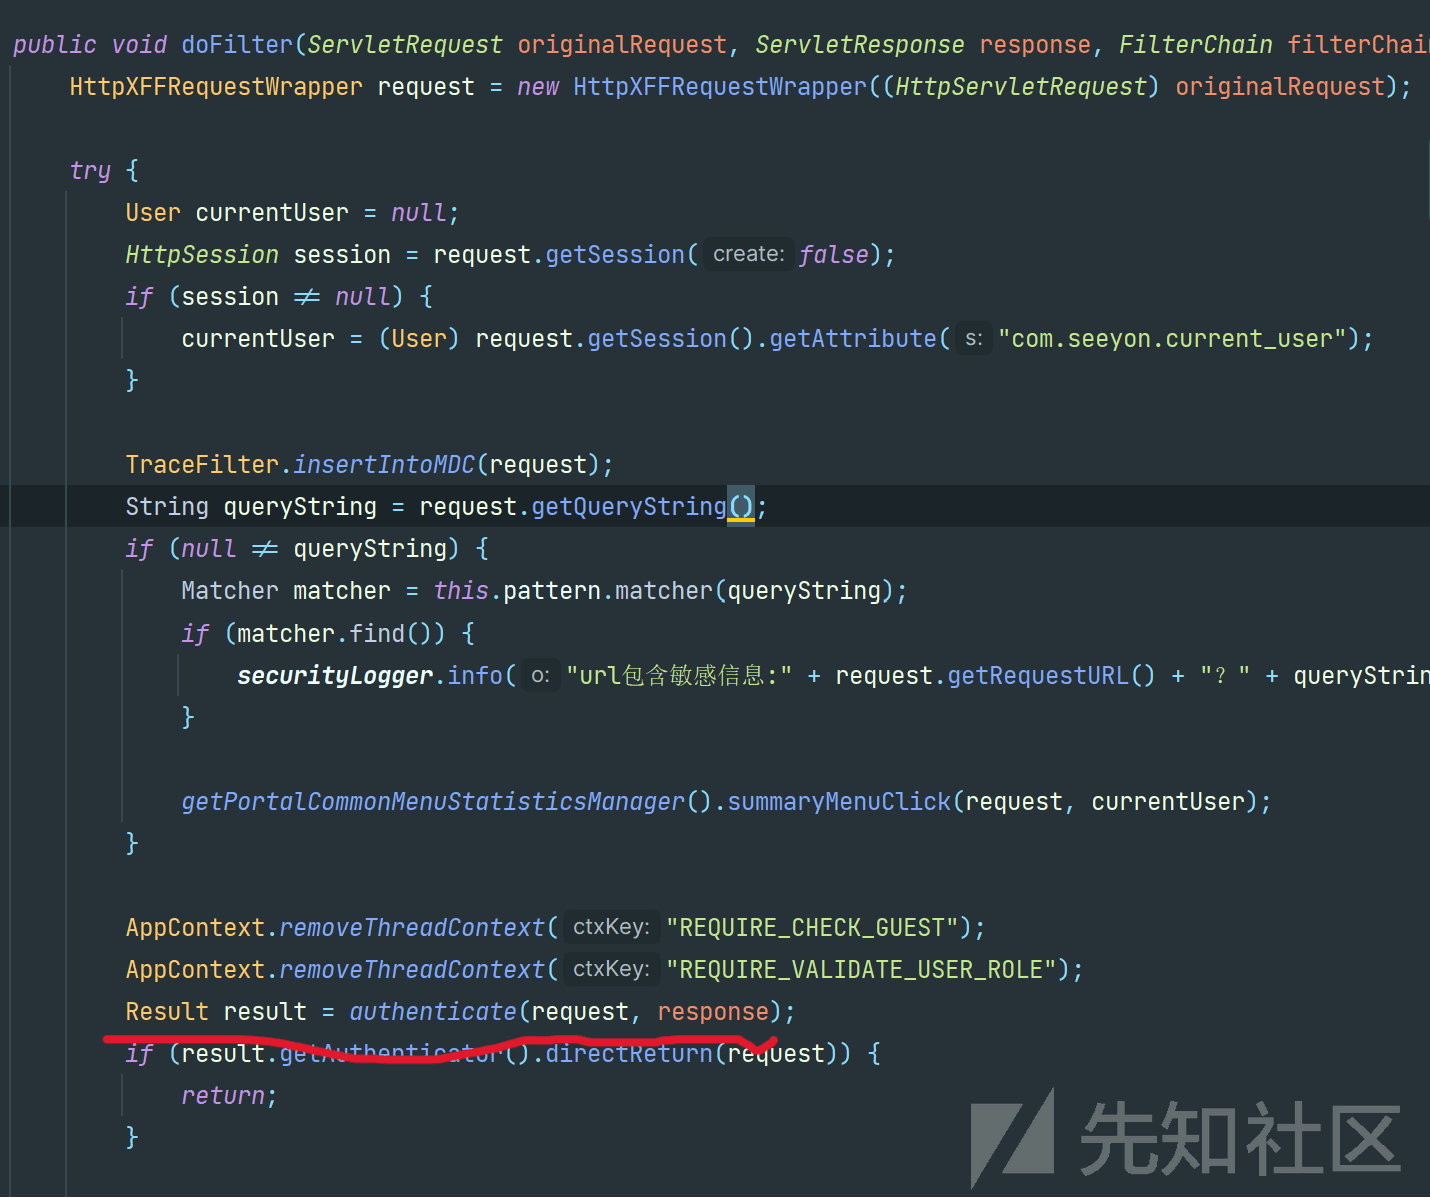 public void doFilter(ServletRequest originalRequest, ServletResponse response, FilterChain filterChai
HttpXFFRequestWrapper request = new HttpXFFRequestWrapper((HttpServletRequest) originalRequest);
try {
User currentUser = null;
HttpSession session = request.getSession( create: false);
if (session ≠ null) {
currentUser = (User) request.getSession().getAttribute( s: "com.seeyon.current_user");
}
TraceFilter.insertIntoMDC(request);
String queryString = request.getQueryString();
if (null ≠ queryString) {
Matcher matcher = this.pattern.matcher(queryString);
if (matcher.find()) {
securityLogger.info( o: "url包含敏感信息:" + request.getRequestURL() + "? " + queryStrin
}
getPortalCommonMenuStatisticsManager().summaryMenuClick(request, currentUser);
}
AppContext.removeThreadContext( ctxKey: "REQUIRE_CHECK_GUEST");
AppContext.removeThreadContext( ctxKey: "REQUIRE_VALIDATE_USER_ROLE");
Result result = authenticate(request, response);
if (result.getAuthenticator().directReturn(request)) {
return;
}
先知社区